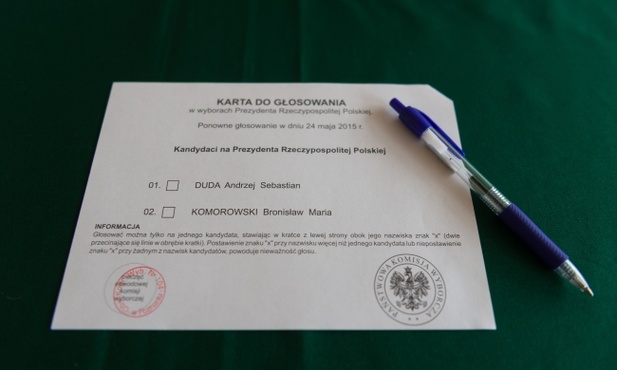 KARTA DO GŁOSOWANIA
w wyborach Prezydenta Rzeczypospolitej Polskiej
Ponowne głosowanie w dniu 24 maja 2015 r.
Kandydaci na Prezydenta Rzeczypospolitej Polskiej
01. DUDA Andrzej Sebastian
02. KOMOROWSKI Bronisław Maria
INFORMACJA
Głosować można tylko na jednego kandydata, stawiając w kratce z lewej strony obok jego nazwiska znak "x" (dwie
przecinające się linie w obrębie kratki). Postawienie znaku "x" przy nazwisku więcej niż jednego kandydata lub niepostawienie
znaku "x" przy żadnym z nazwisk kandydatów, powoduje nieważność głosu.
obwodowej
komisji
wyborczej
PAŃSTWOWA KOMISJA WYBORCZA